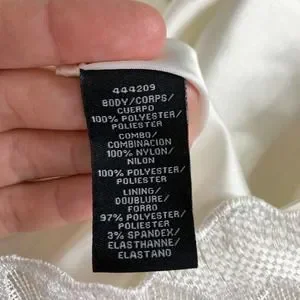 444209
BODY/CORPS/
CUERPO
100% POLYESTER/
POLIESTER
COMBO/
COMBINACION
100% NYLON/
NILON
100% POLYESTER/
POLIESTER
LINING/
DOUBLURE/
FORRO
97% POLYESTER/
POLIESTER
3% SPANDEX/
ELASTHANNE/
ELASTANO